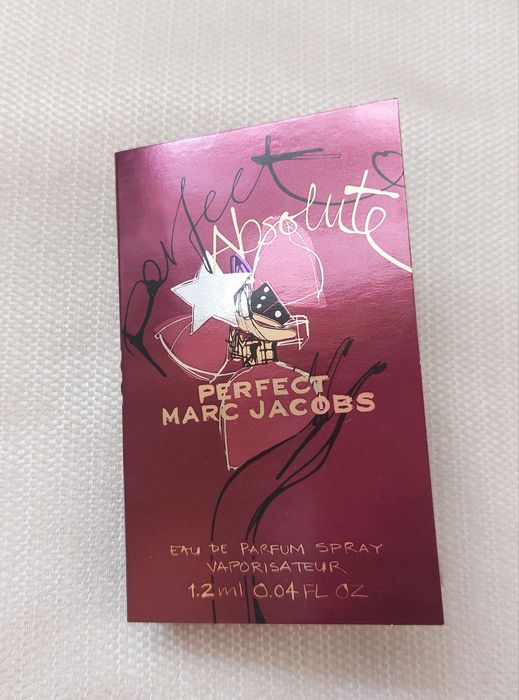 perfect
Absolute
PERFECT
MARC JACOBS
EAU DE PARFUM SPRAY
VAPORISATEUR
1.2ml 0.04 FL OZ